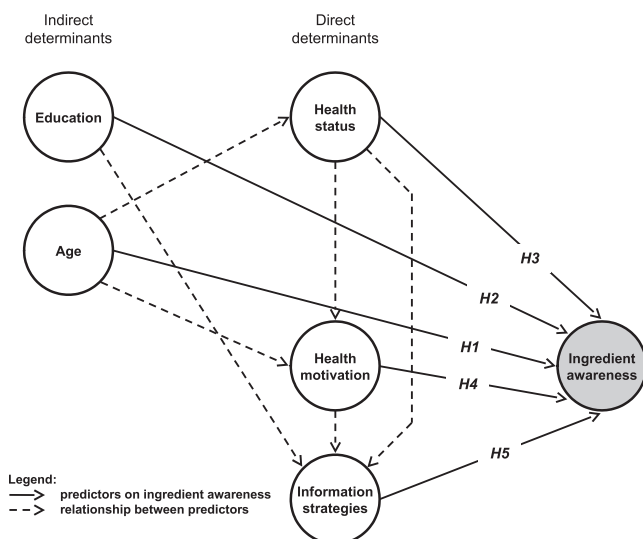 Indirect
determinants
Direct
determinants
Education
Health
status
Age
H3
H2
H1
Health
motivation
H4
Ingredient
awareness
H5
Information
strategies
Legend:
predictors on ingredient awareness
relationship between predictors